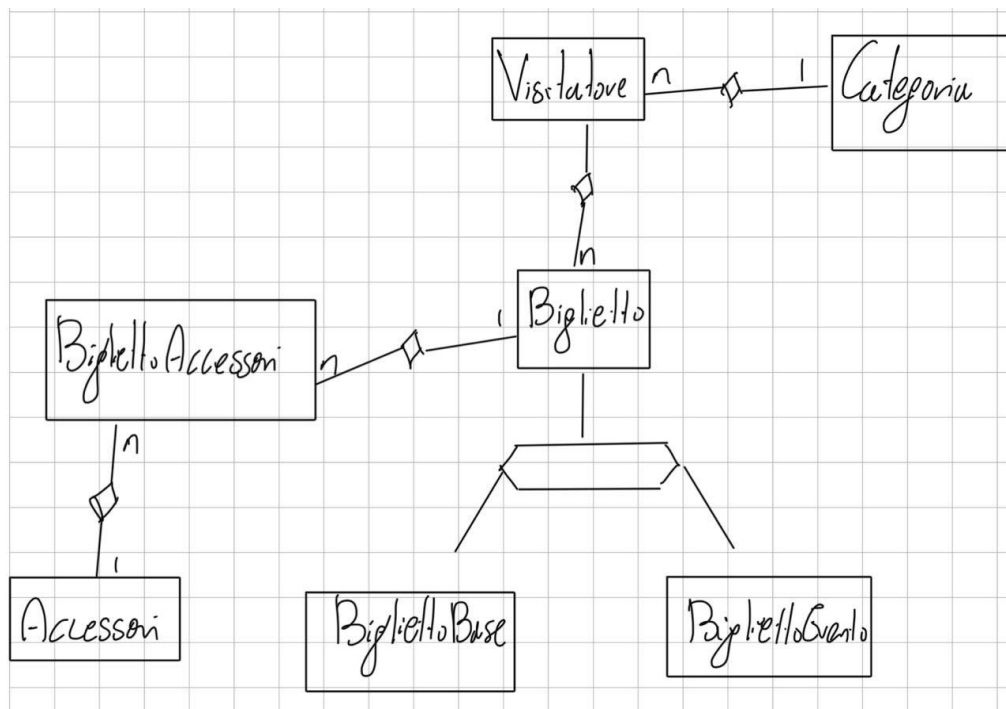 Visitatore
n
1
Categoria
n
Biglietto
1
BigliettoAccessori
n
n
1
Accessori
BigliettoBase
BigliettoEvento